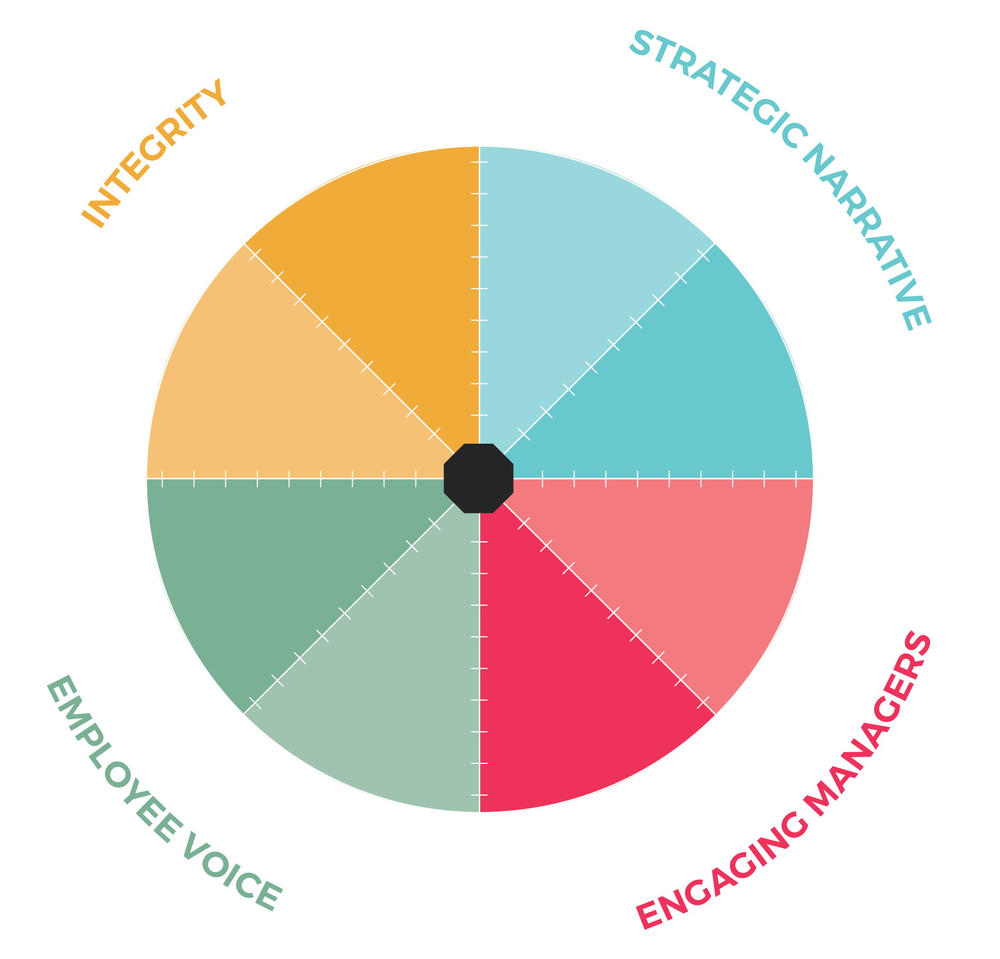 INTEGRITY
STRATEGIC NARRATIVE
EMPLOYEE VOICE
ENGAGING MANAGERS